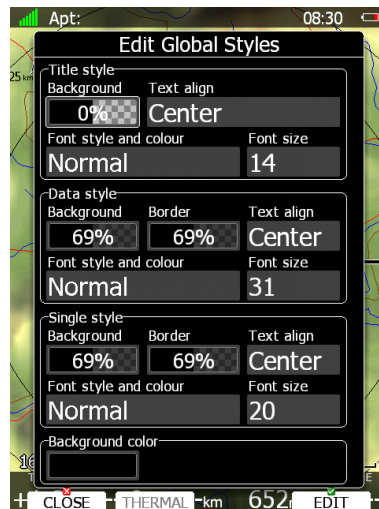 Apt: 08:30
Edit Global Styles
25 km
Title style
Background Text align
0% Center
Font style and colour Font size
Normal 14
Data style
Background Border Text align
69% 69% Center
Font style and colour Font size
Normal 31
Single style
Background Border Text align
69% 69% Center
Font style and colour Font size
Normal 20
Background color
16
T E
CLOSE THERMAL km 652 EDIT